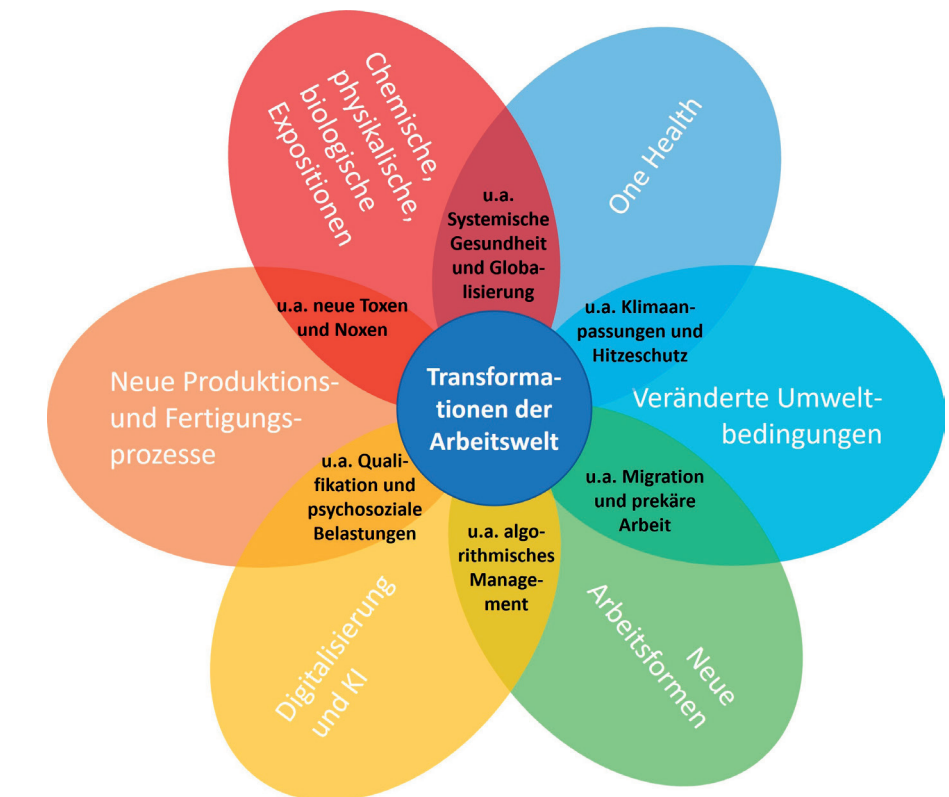 Chemische,
physikalische,
biologische
Expositionen
One Health
u.a.
Systemische
Gesundheit
und Globa-
lisierung
u.a. neue Toxen
und Noxen
u.a. Klimaan-
passungen und
Hitzeschutz
Neue Produktions-
und Fertigungs-
prozesse
Transforma-
tionen der
Arbeitswelt
Veränderte Umwelt-
bedingungen
u.a. Quali-
fikation und
psychosoziale
Belastungen
u.a. Migration
und prekäre
Arbeit
u.a. algo-
rithmisches
Manage-
ment
Digitalisierung
und KI
Neue
Arbeitsformen